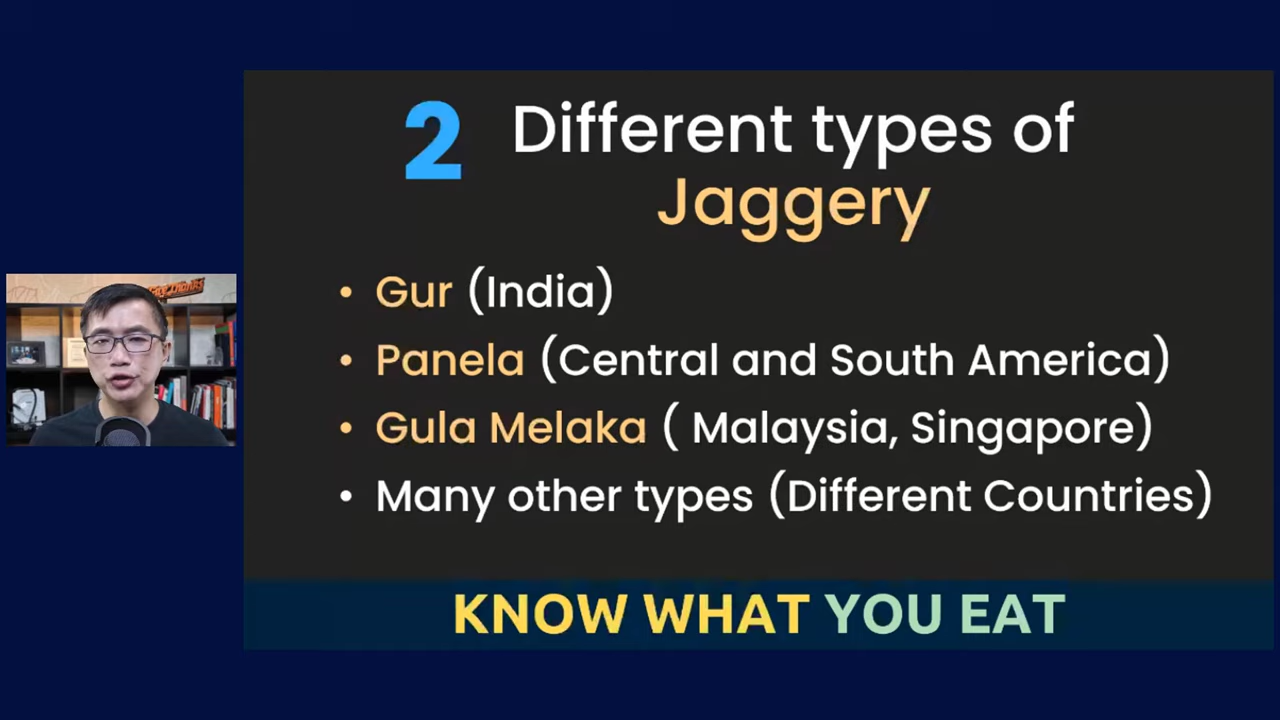 2 Different types of
Jaggery
• Gur (India)
• Panela (Central and South America)
• Gula Melaka ( Malaysia, Singapore)
• Many other types (Different Countries)
KNOW WHAT YOU EAT